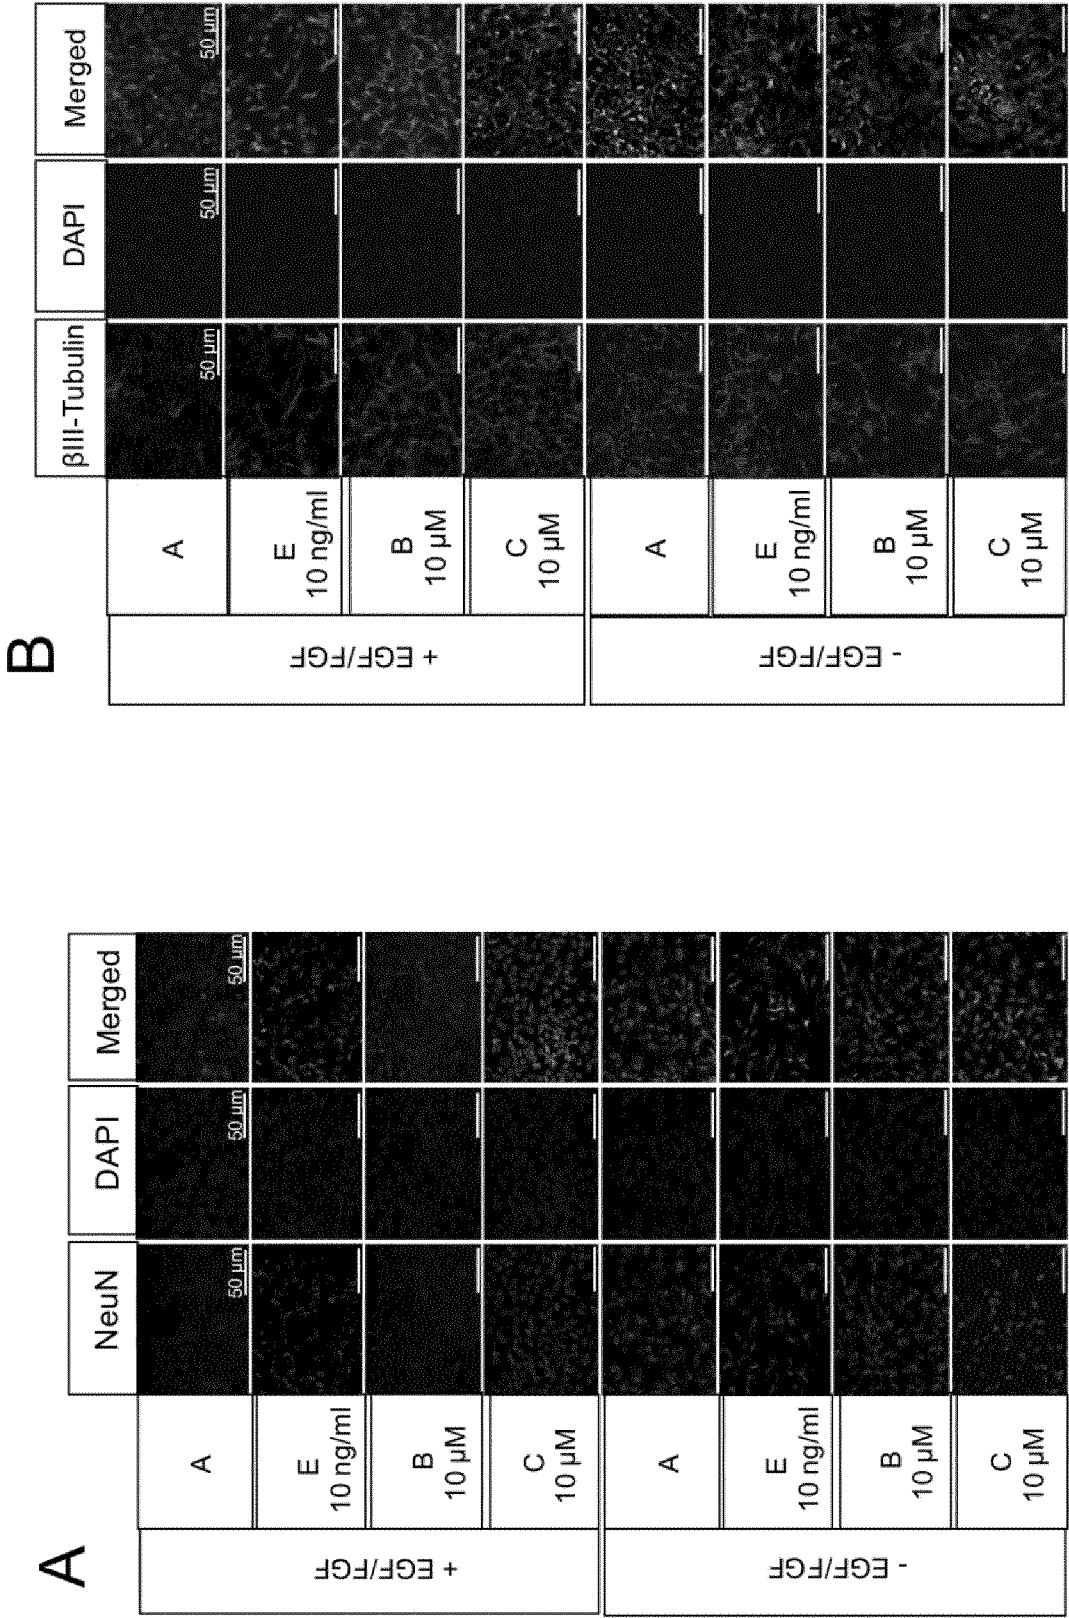 A
NeuN DAPI Merged
50 µm 50 µm 50 µm
+ EGF/FGF
A
E
10 ng/ml
B
10 µM
C
10 µM
- EGF/FGF
A
E
10 ng/ml
B
10 µM
C
10 µM
B
βIII-Tubulin DAPI Merged
50 µm 50 µm 50 µm
+ EGF/FGF
A
E
10 ng/ml
B
10 µM
C
10 µM
- EGF/FGF
A
E
10 ng/ml
B
10 µM
C
10 µM